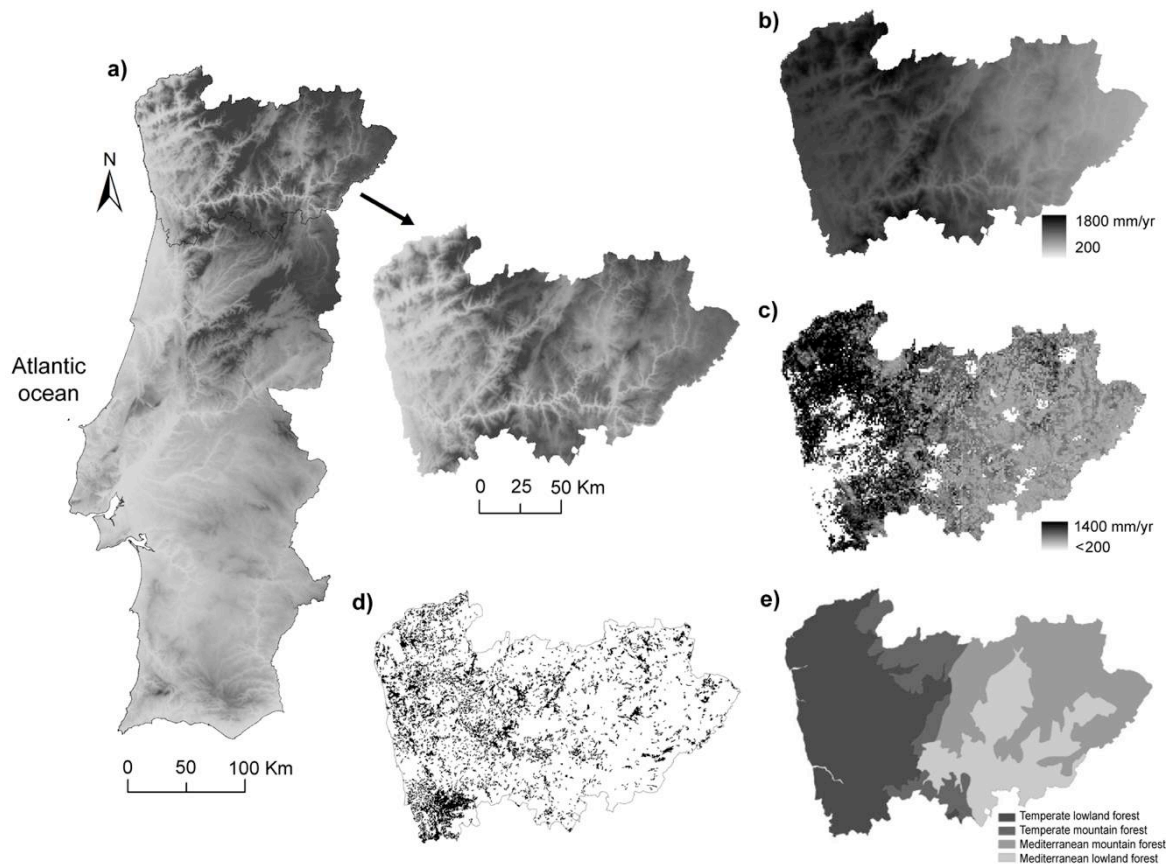 a)
N
Atlantic
ocean
0 50 100 Km
0 25 50 Km
b)
1800 mm/yr
200
c)
1400 mm/yr
<200
d)
e)
Temperate lowland forest
Temperate mountain forest
Mediterranean mountain forest
Mediterranean lowland forest